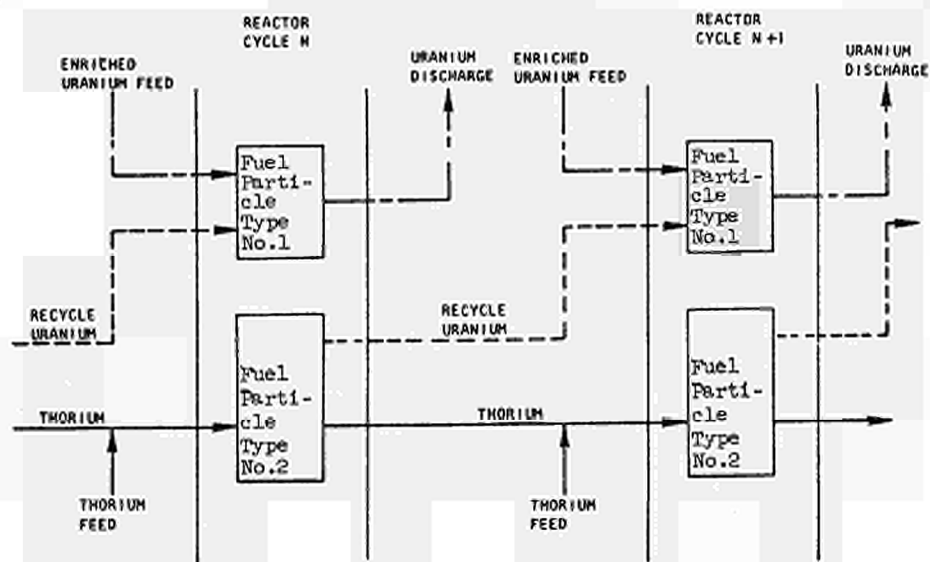 REACTOR
CYCLE N
REACTOR
CYCLE N+1
ENRICHED
URANIUM FEED
URANIUM
DISCHARGE
ENRICHED
URANIUM FEED
URANIUM
DISCHARGE
Fuel
Parti-
cle
Type
No.1
Fuel
Parti-
cle
Type
No.1
RECYCLE
URANIUM
RECYCLE
URANIUM
Fuel
Parti-
cle
Type
No.2
Fuel
Parti-
cle
Type
No.2
THORIUM
THORIUM
THORIUM
FEED
THORIUM
FEED